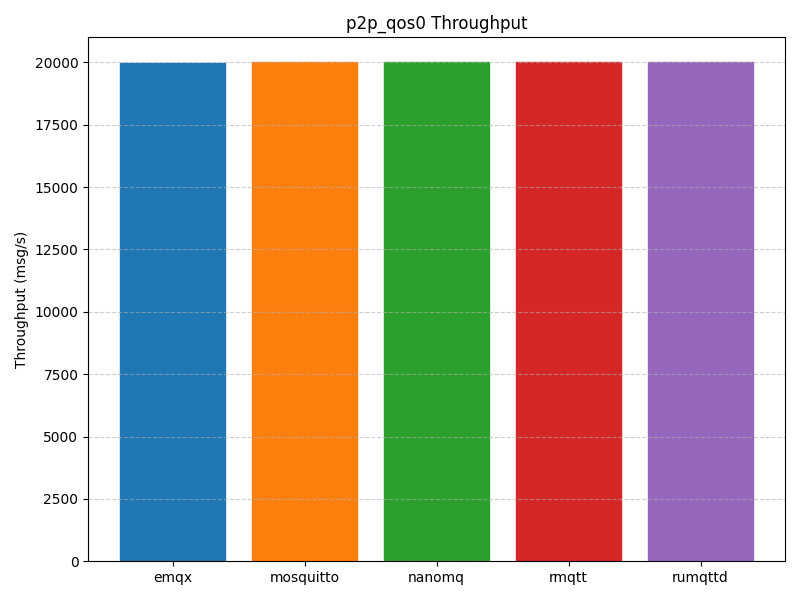 p2p_qos0 Throughput
Throughput (msg/s)
20000
17500
15000
12500
10000
7500
5000
2500
0
emqx
mosquitto
nanomq
rmqtt
rumqttd